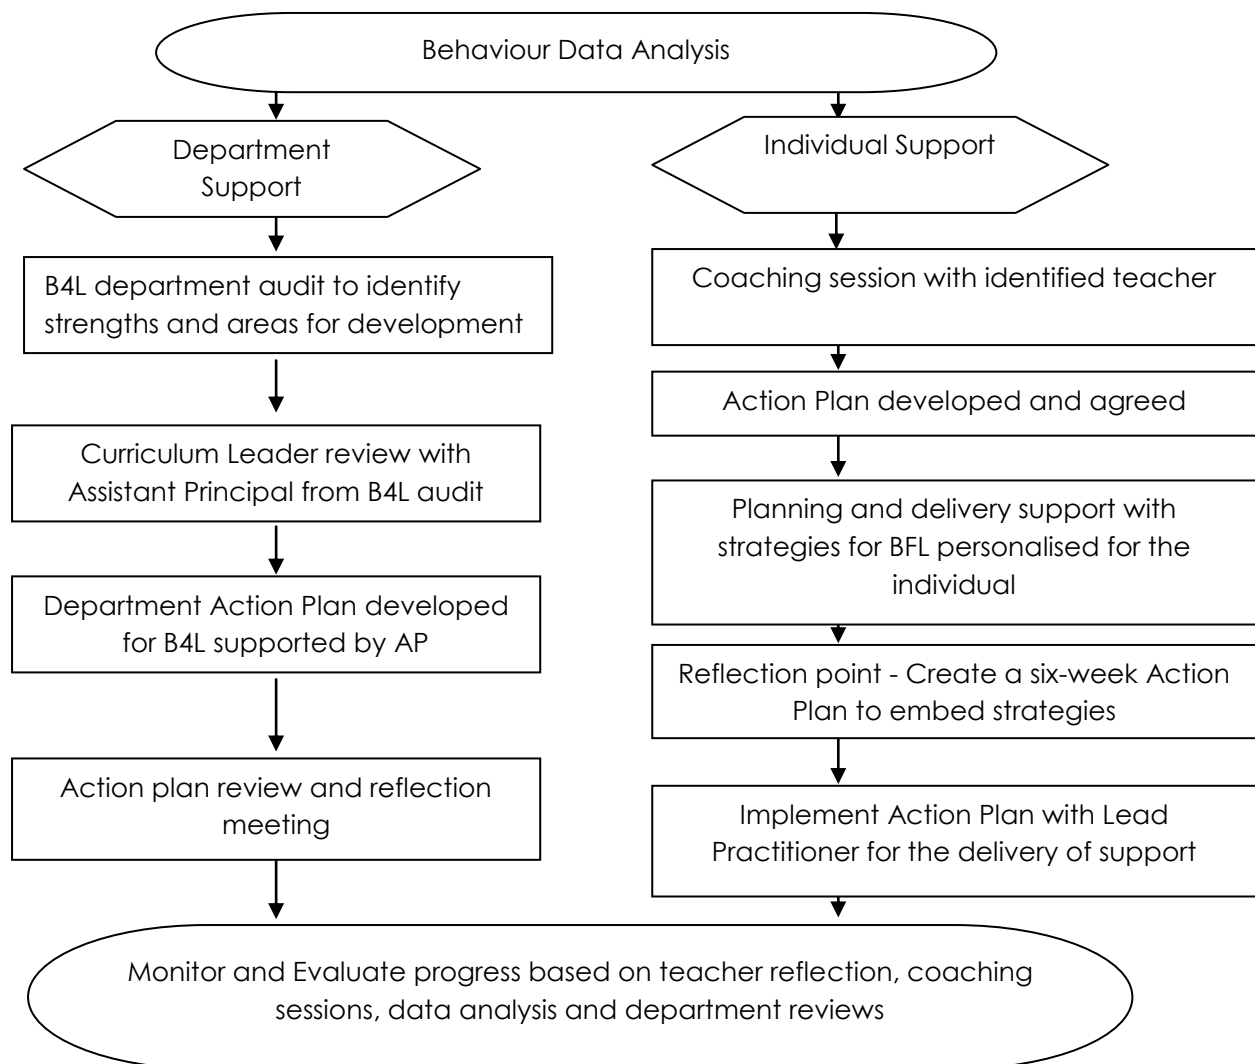 Behaviour Data Analysis
Department
Support
Individual Support
B4L department audit to identify
strengths and areas for development
Coaching session with identified teacher
Action Plan developed and agreed
Curriculum Leader review with
Assistant Principal from B4L audit
Planning and delivery support with
strategies for BFL personalised for the
individual
Department Action Plan developed
for B4L supported by AP
Reflection point - Create a six-week Action
Plan to embed strategies
Action plan review and reflection
meeting
Implement Action Plan with Lead
Practitioner for the delivery of support
Monitor and Evaluate progress based on teacher reflection, coaching
sessions, data analysis and department reviews